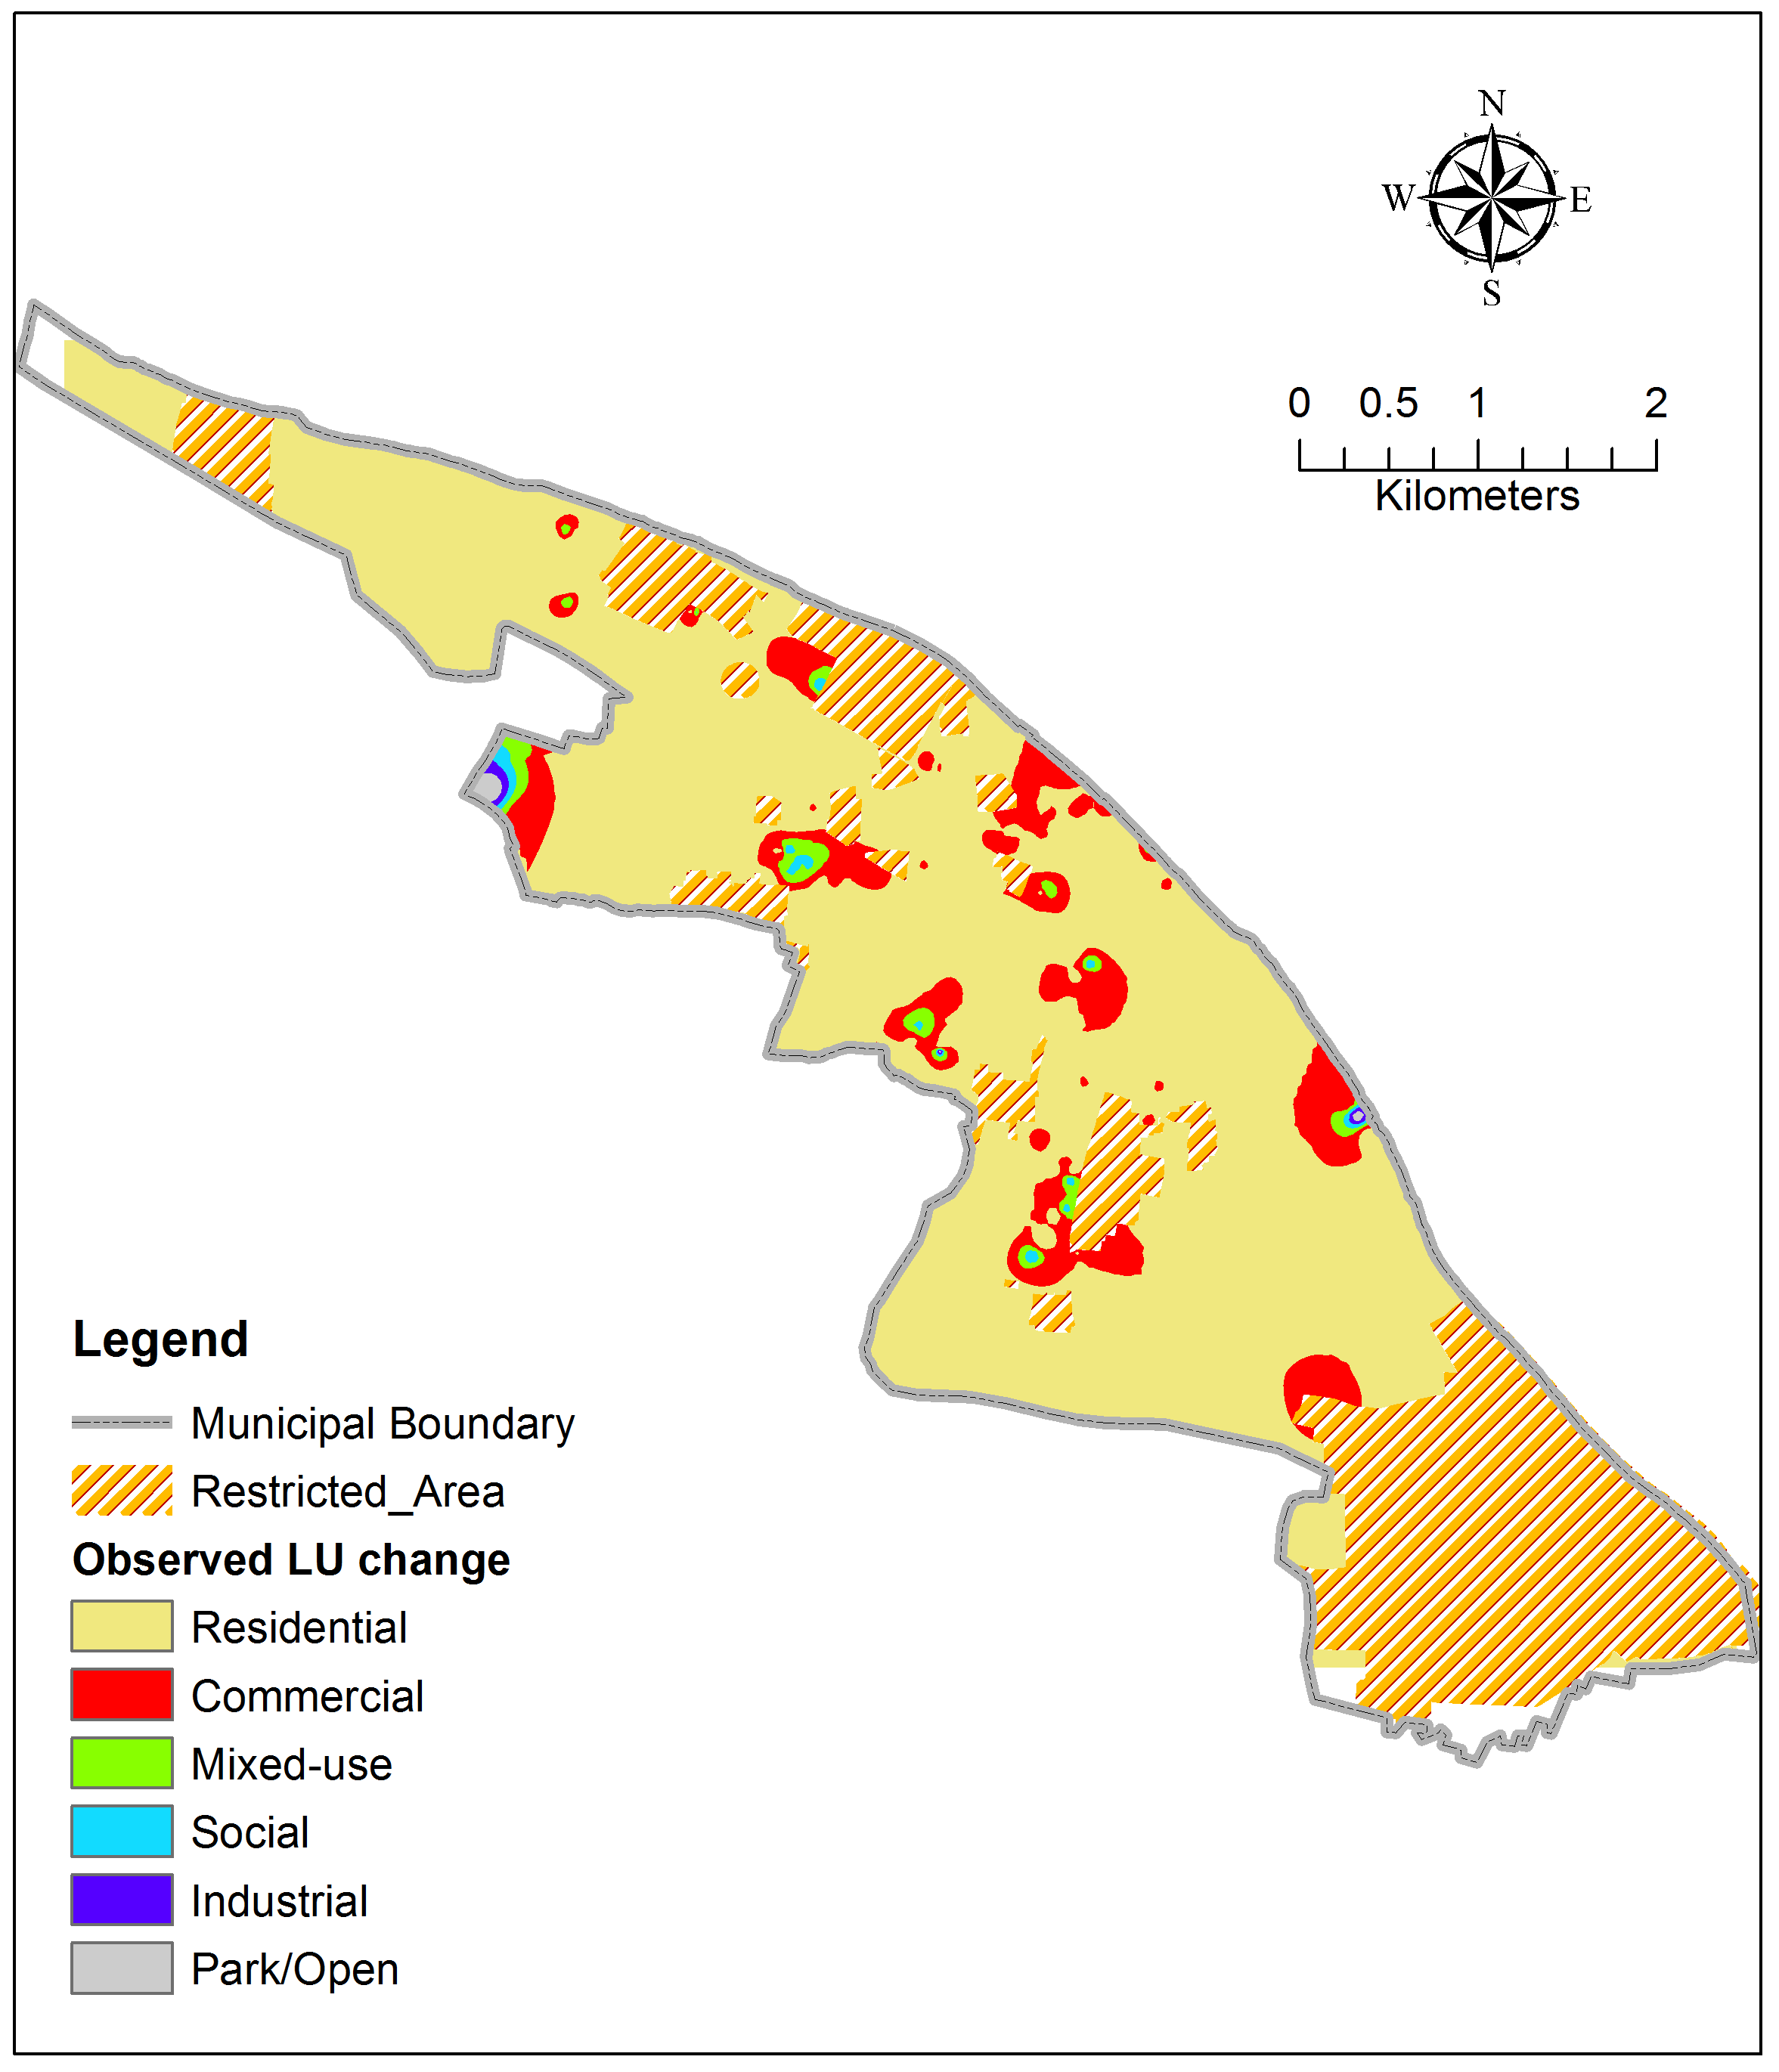 N
W E
S
0 0.5 1 2
Kilometers
Legend
Municipal Boundary
Restricted_Area
Observed LU change
Residential
Commercial
Mixed-use
Social
Industrial
Park/Open